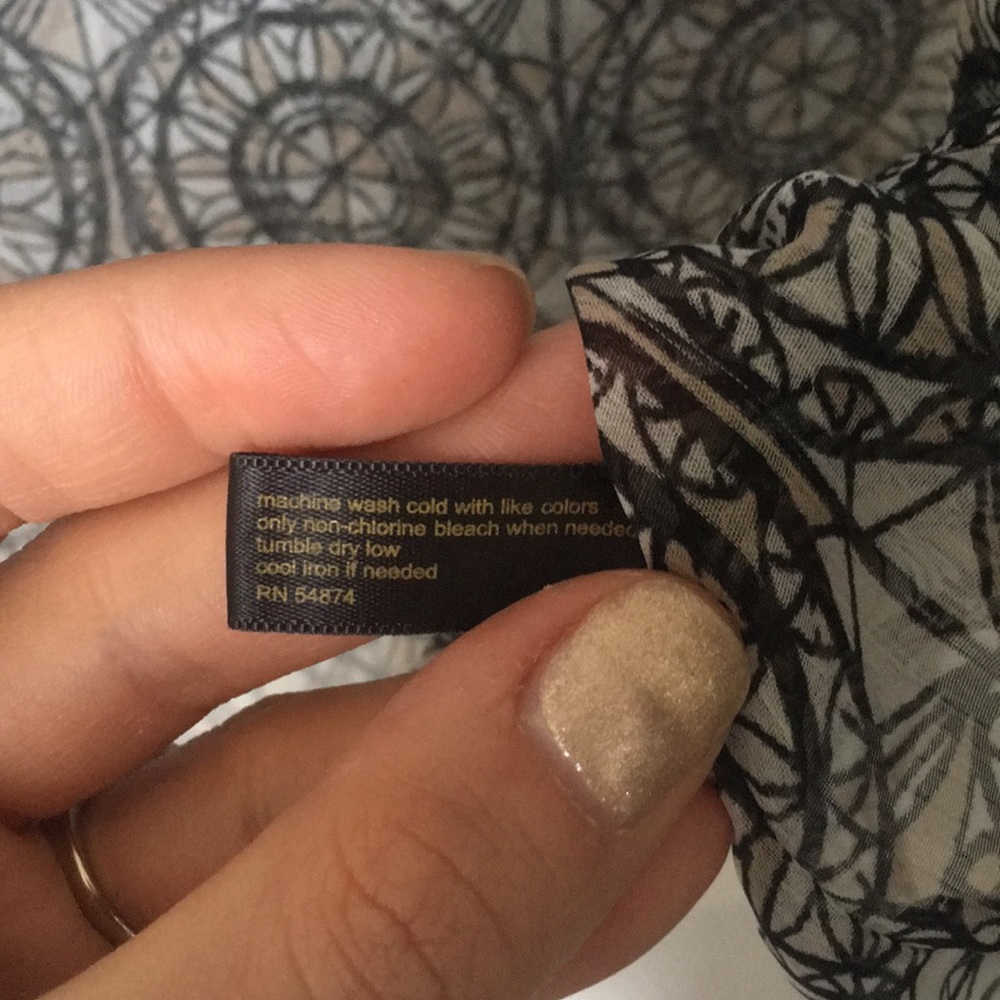 machine wash cold with like colors
only non-chlorine bleach when needed
tumble dry low
cool iron if needed
RN 54874